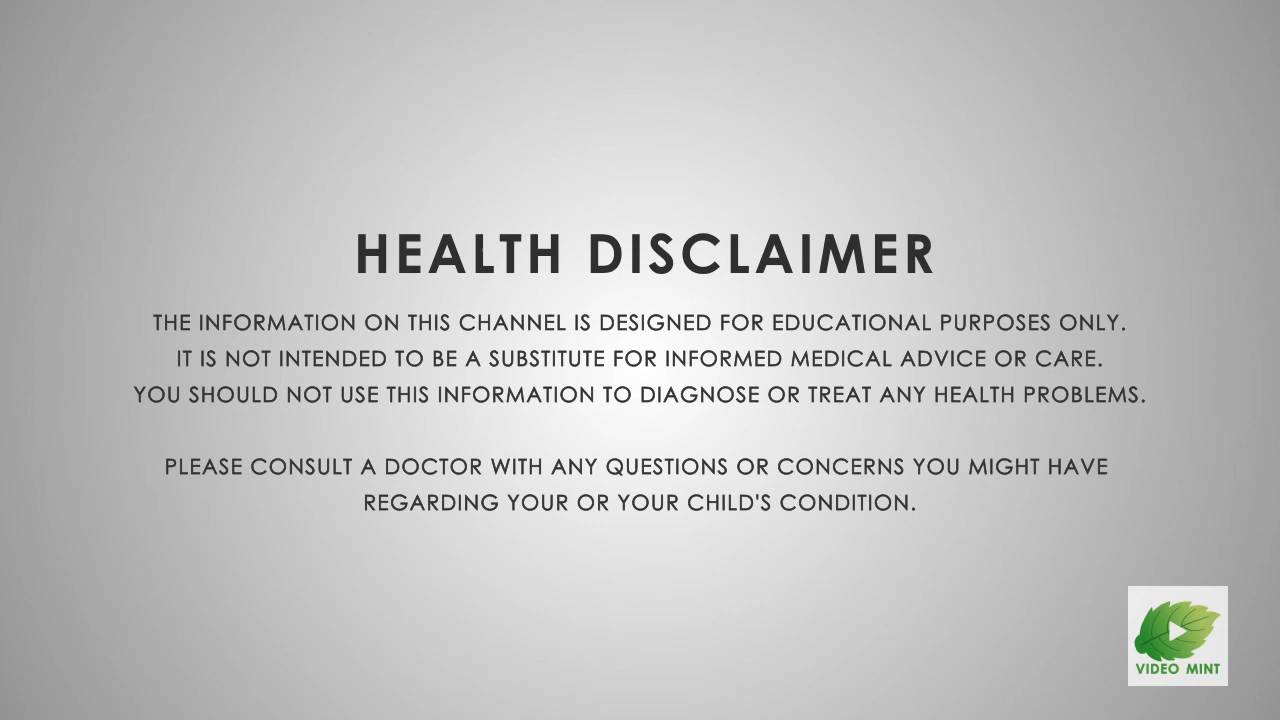 HEALTH DISCLAIMER
THE INFORMATION ON THIS CHANNEL IS DESIGNED FOR EDUCATIONAL PURPOSES ONLY.
IT IS NOT INTENDED TO BE A SUBSTITUTE FOR INFORMED MEDICAL ADVICE OR CARE.
YOU SHOULD NOT USE THIS INFORMATION TO DIAGNOSE OR TREAT ANY HEALTH PROBLEMS.
PLEASE CONSULT A DOCTOR WITH ANY QUESTIONS OR CONCERNS YOU MIGHT HAVE
REGARDING YOUR OR YOUR CHILD'S CONDITION.
VIDEO MINT